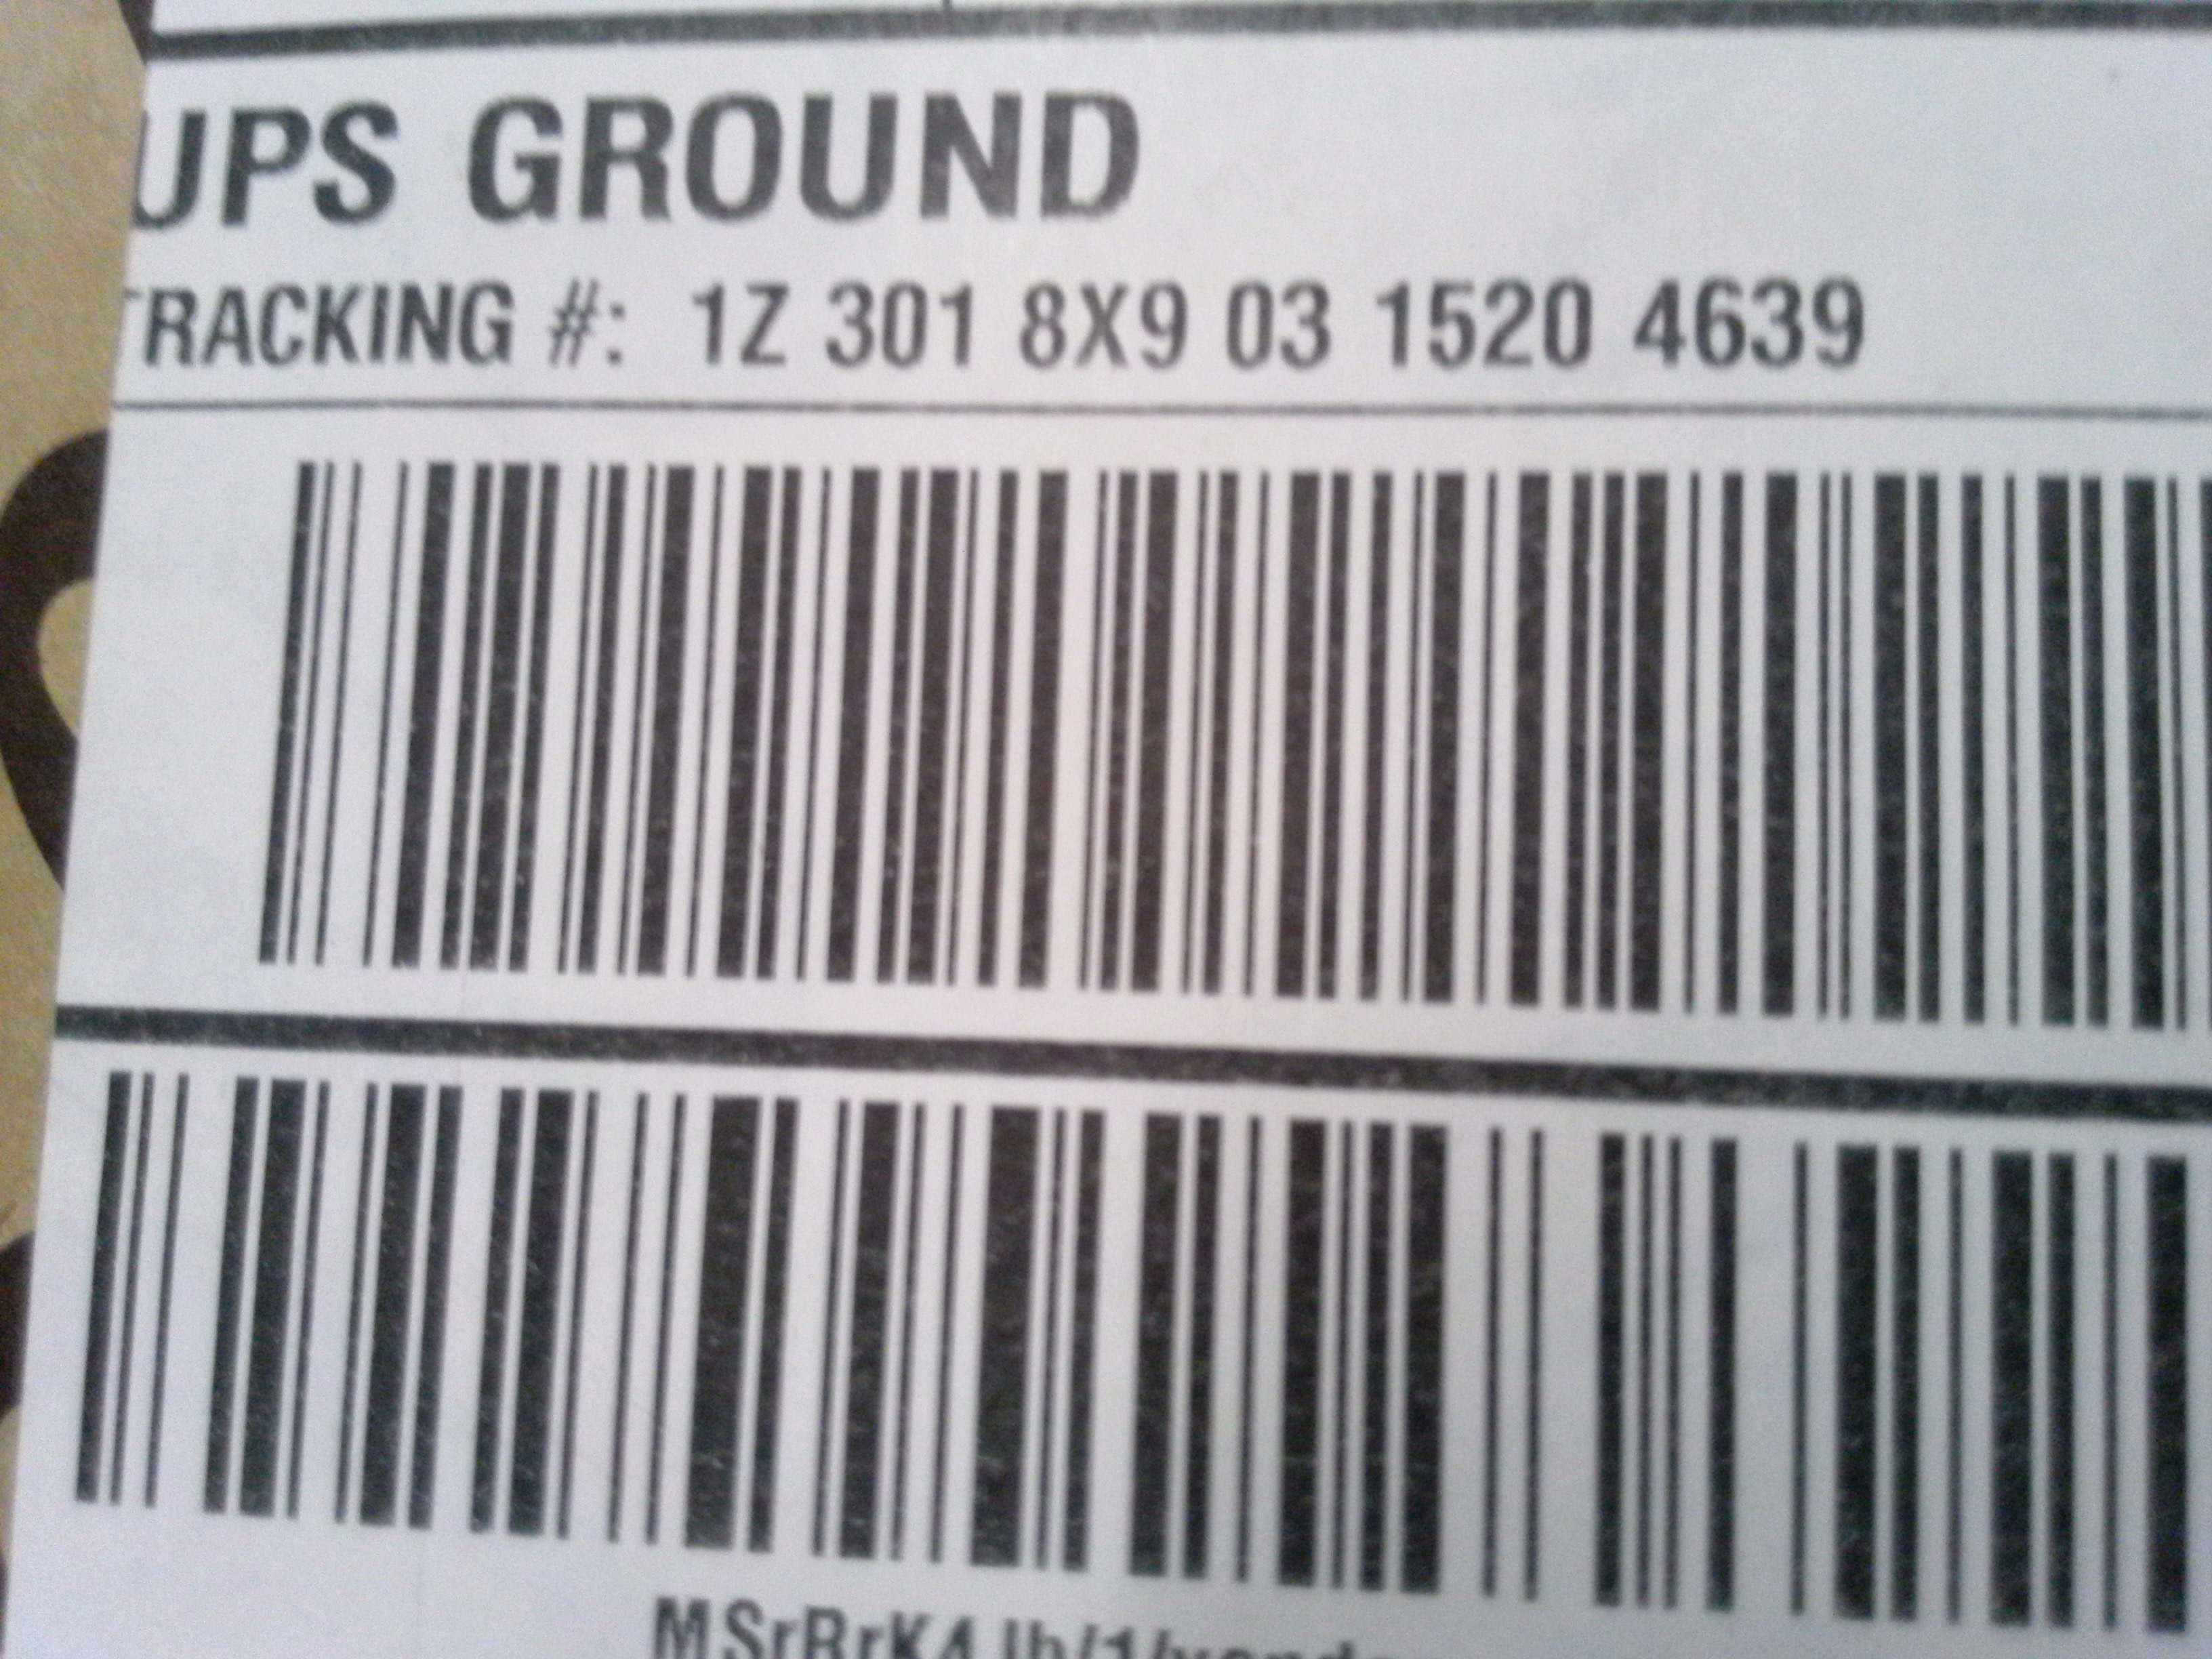 UPS GROUND
TRACKING #: 1Z 301 8X9 03 1520 4639